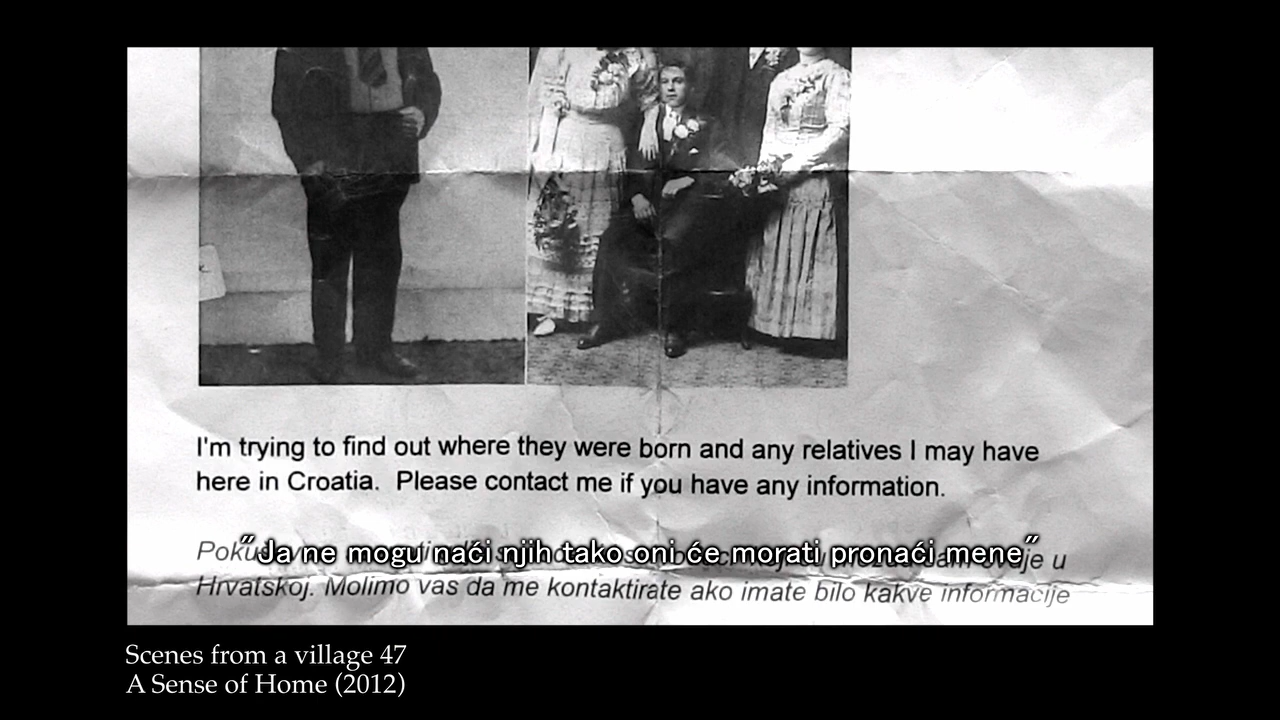 I'm trying to find out where they were born and any relatives I may have
here in Croatia.  Please contact me if you have any information.
"Ja ne mogu naći njih tako oni će morati pronaći mene"
je u
Hrvatskoj. Molimo vas da me kontaktirate ako imate bilo kakve informacije
Scenes from a village 47
A Sense of Home (2012)